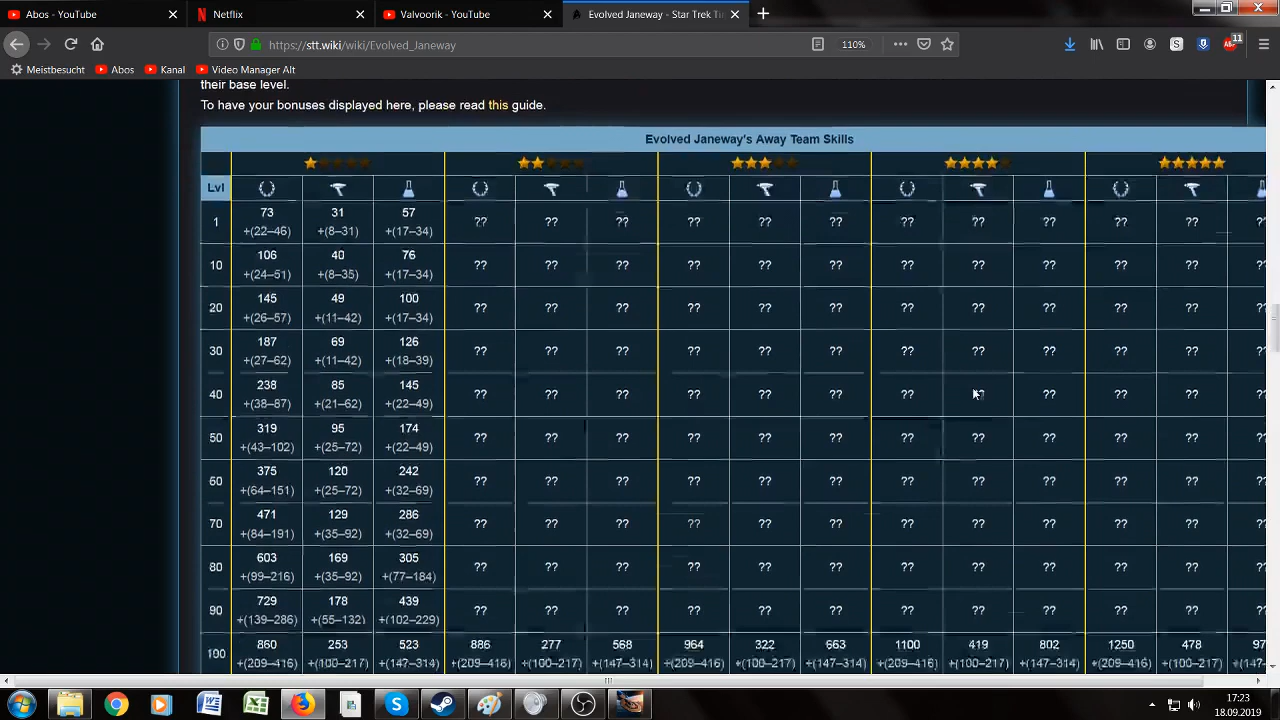 Abos - YouTube Netflix Valvoorik - YouTube Evolved Janeway - Star Trek Ti
https://stt.wiki/wiki/Evolved_Janeway 110% 11
Meistbesucht Abos Kanal Video Manager Alt
their base level.
To have your bonuses displayed here, please read this guide.
Evolved Janeway's Away Team Skills
Lvl
1 73 31 57 ?? ?? ?? ?? ?? ?? ?? ?? ?? ?? ?? ??
+(22–46) +(8–31) +(17–34)
10 106 40 76 ?? ?? ?? ?? ?? ?? ?? ?? ?? ?? ?? ??
+(24–51) +(8–35) +(17–34)
20 145 49 100 ?? ?? ?? ?? ?? ?? ?? ?? ?? ?? ?? ??
+(26–57) +(11–42) +(17–34)
30 187 69 126 ?? ?? ?? ?? ?? ?? ?? ?? ?? ?? ?? ??
+(27–62) +(11–42) +(18–39)
40 238 85 145 ?? ?? ?? ?? ?? ?? ?? ?? ?? ?? ?? ??
+(38–87) +(21–62) +(22–49)
50 319 95 174 ?? ?? ?? ?? ?? ?? ?? ?? ?? ?? ?? ??
+(43–102) +(25–72) +(22–49)
60 375 120 242 ?? ?? ?? ?? ?? ?? ?? ?? ?? ?? ?? ??
+(64–151) +(25–72) +(32–69)
70 471 129 286 ?? ?? ?? ?? ?? ?? ?? ?? ?? ?? ?? ??
+(84–191) +(35–92) +(32–69)
80 603 169 305 ?? ?? ?? ?? ?? ?? ?? ?? ?? ?? ?? ??
+(99–216) +(35–92) +(77–184)
90 729 178 439 ?? ?? ?? ?? ?? ?? ?? ?? ?? ?? ?? ??
+(139–286) +(55–132) +(102–229)
100 860 253 523 886 277 568 964 322 663 1100 419 802 1250 478 97
+(209–416) +(100–217) +(147–314) +(209–416) +(100–217) +(147–314) +(209–416) +(100–217) +(147–314) +(209–416) +(100–217) +(147–314) +(209–416) +(100–217) +(147–
17:23
18.09.2019